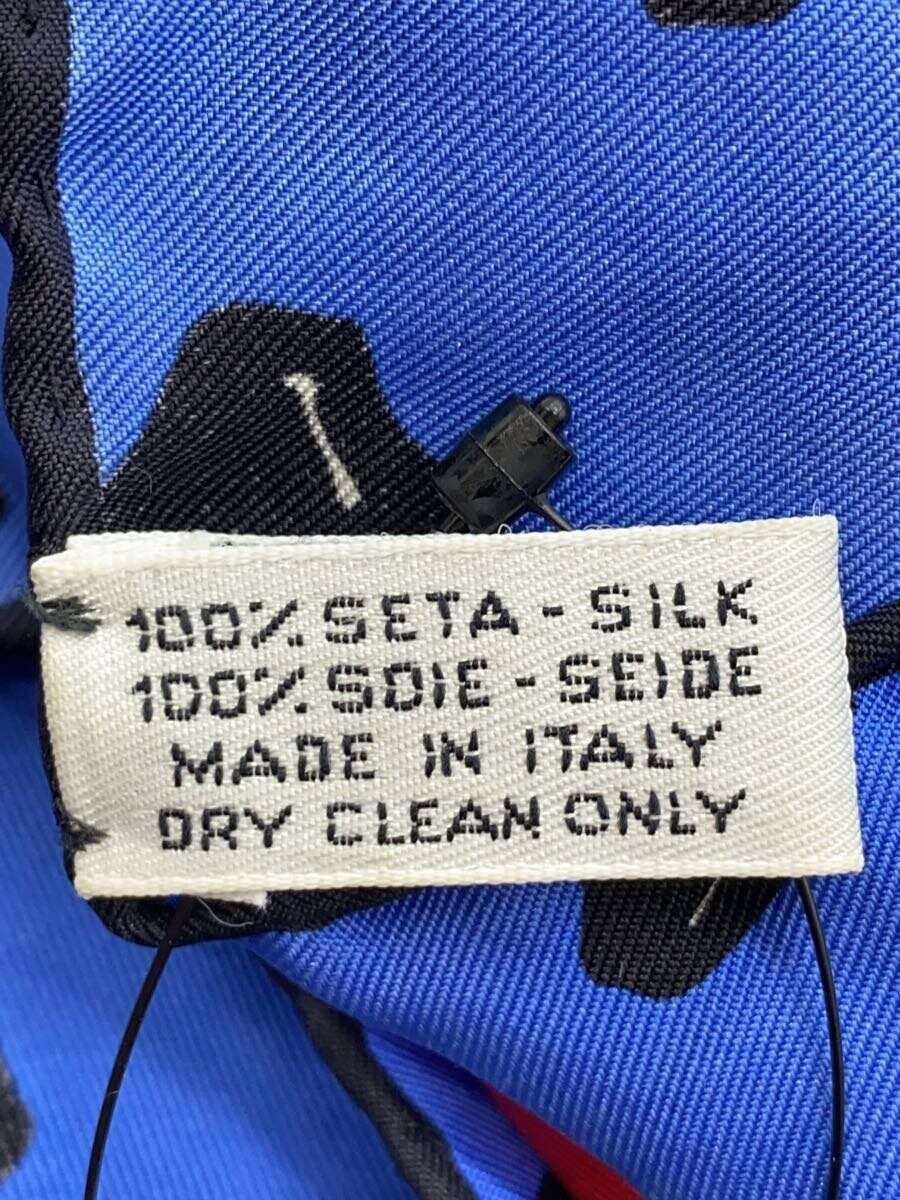 100% SETA - SILK
100% SOIE - SEIDE
MADE IN ITALY
DRY CLEAN ONLY